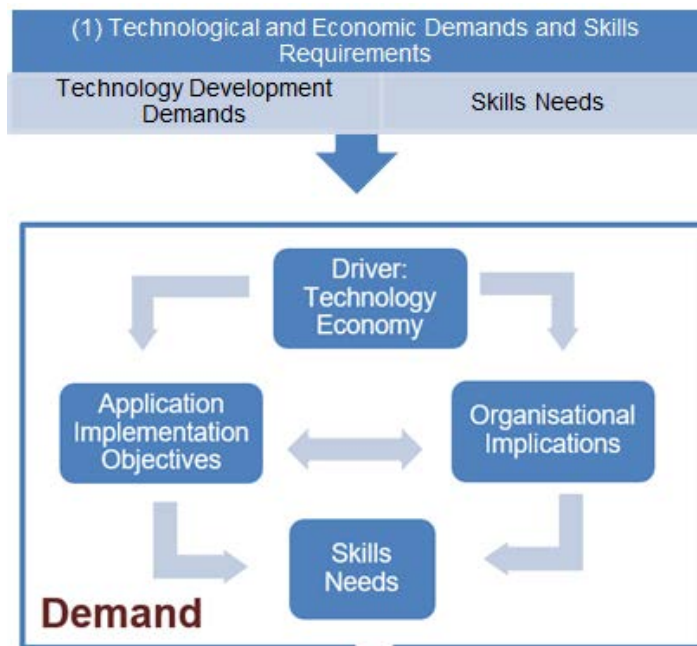 (1) Technological and Economic Demands and Skills
Requirements
Technology Development
Demands
Skills Needs
Driver:
Technology
Economy
Application
Implementation
Objectives
Organisational
Implications
Skills
Needs
Demand